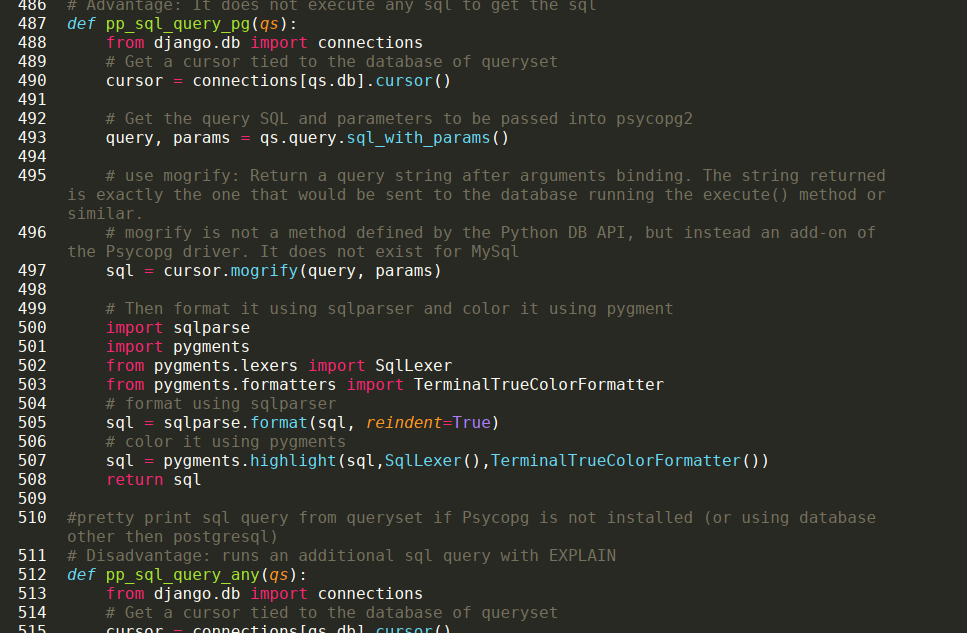 486 # Advantage: It does not execute any sql to get the sql
487 def pp_sql_query_pg(qs):
488     from django.db import connections
489     # Get a cursor tied to the database of queryset
490     cursor = connections[qs.db].cursor()
491
492     # Get the query SQL and parameters to be passed into psycopg2
493     query, params = qs.query.sql_with_params()
494
495     # use mogrify: Return a query string after arguments binding. The string returned
is exactly the one that would be sent to the database running the execute() method or
similar.
496     # mogrify is not a method defined by the Python DB API, but instead an add-on of
the Psycopg driver. It does not exist for MySql
497     sql = cursor.mogrify(query, params)
498
499     # Then format it using sqlparser and color it using pygment
500     import sqlparse
501     import pygments
502     from pygments.lexers import SqlLexer
503     from pygments.formatters import TerminalTrueColorFormatter
504     # format using sqlparser
505     sql = sqlparse.format(sql, reindent=True)
506     # color it using pygments
507     sql = pygments.highlight(sql,SqlLexer(),TerminalTrueColorFormatter())
508     return sql
509
510 #pretty print sql query from queryset if Psycopg is not installed (or using database
other then postgresql)
511 # Disadvantage: runs an additional sql query with EXPLAIN
512 def pp_sql_query_any(qs):
513     from django.db import connections
514     # Get a cursor tied to the database of queryset
515     cursor = connections[qs.db].cursor()